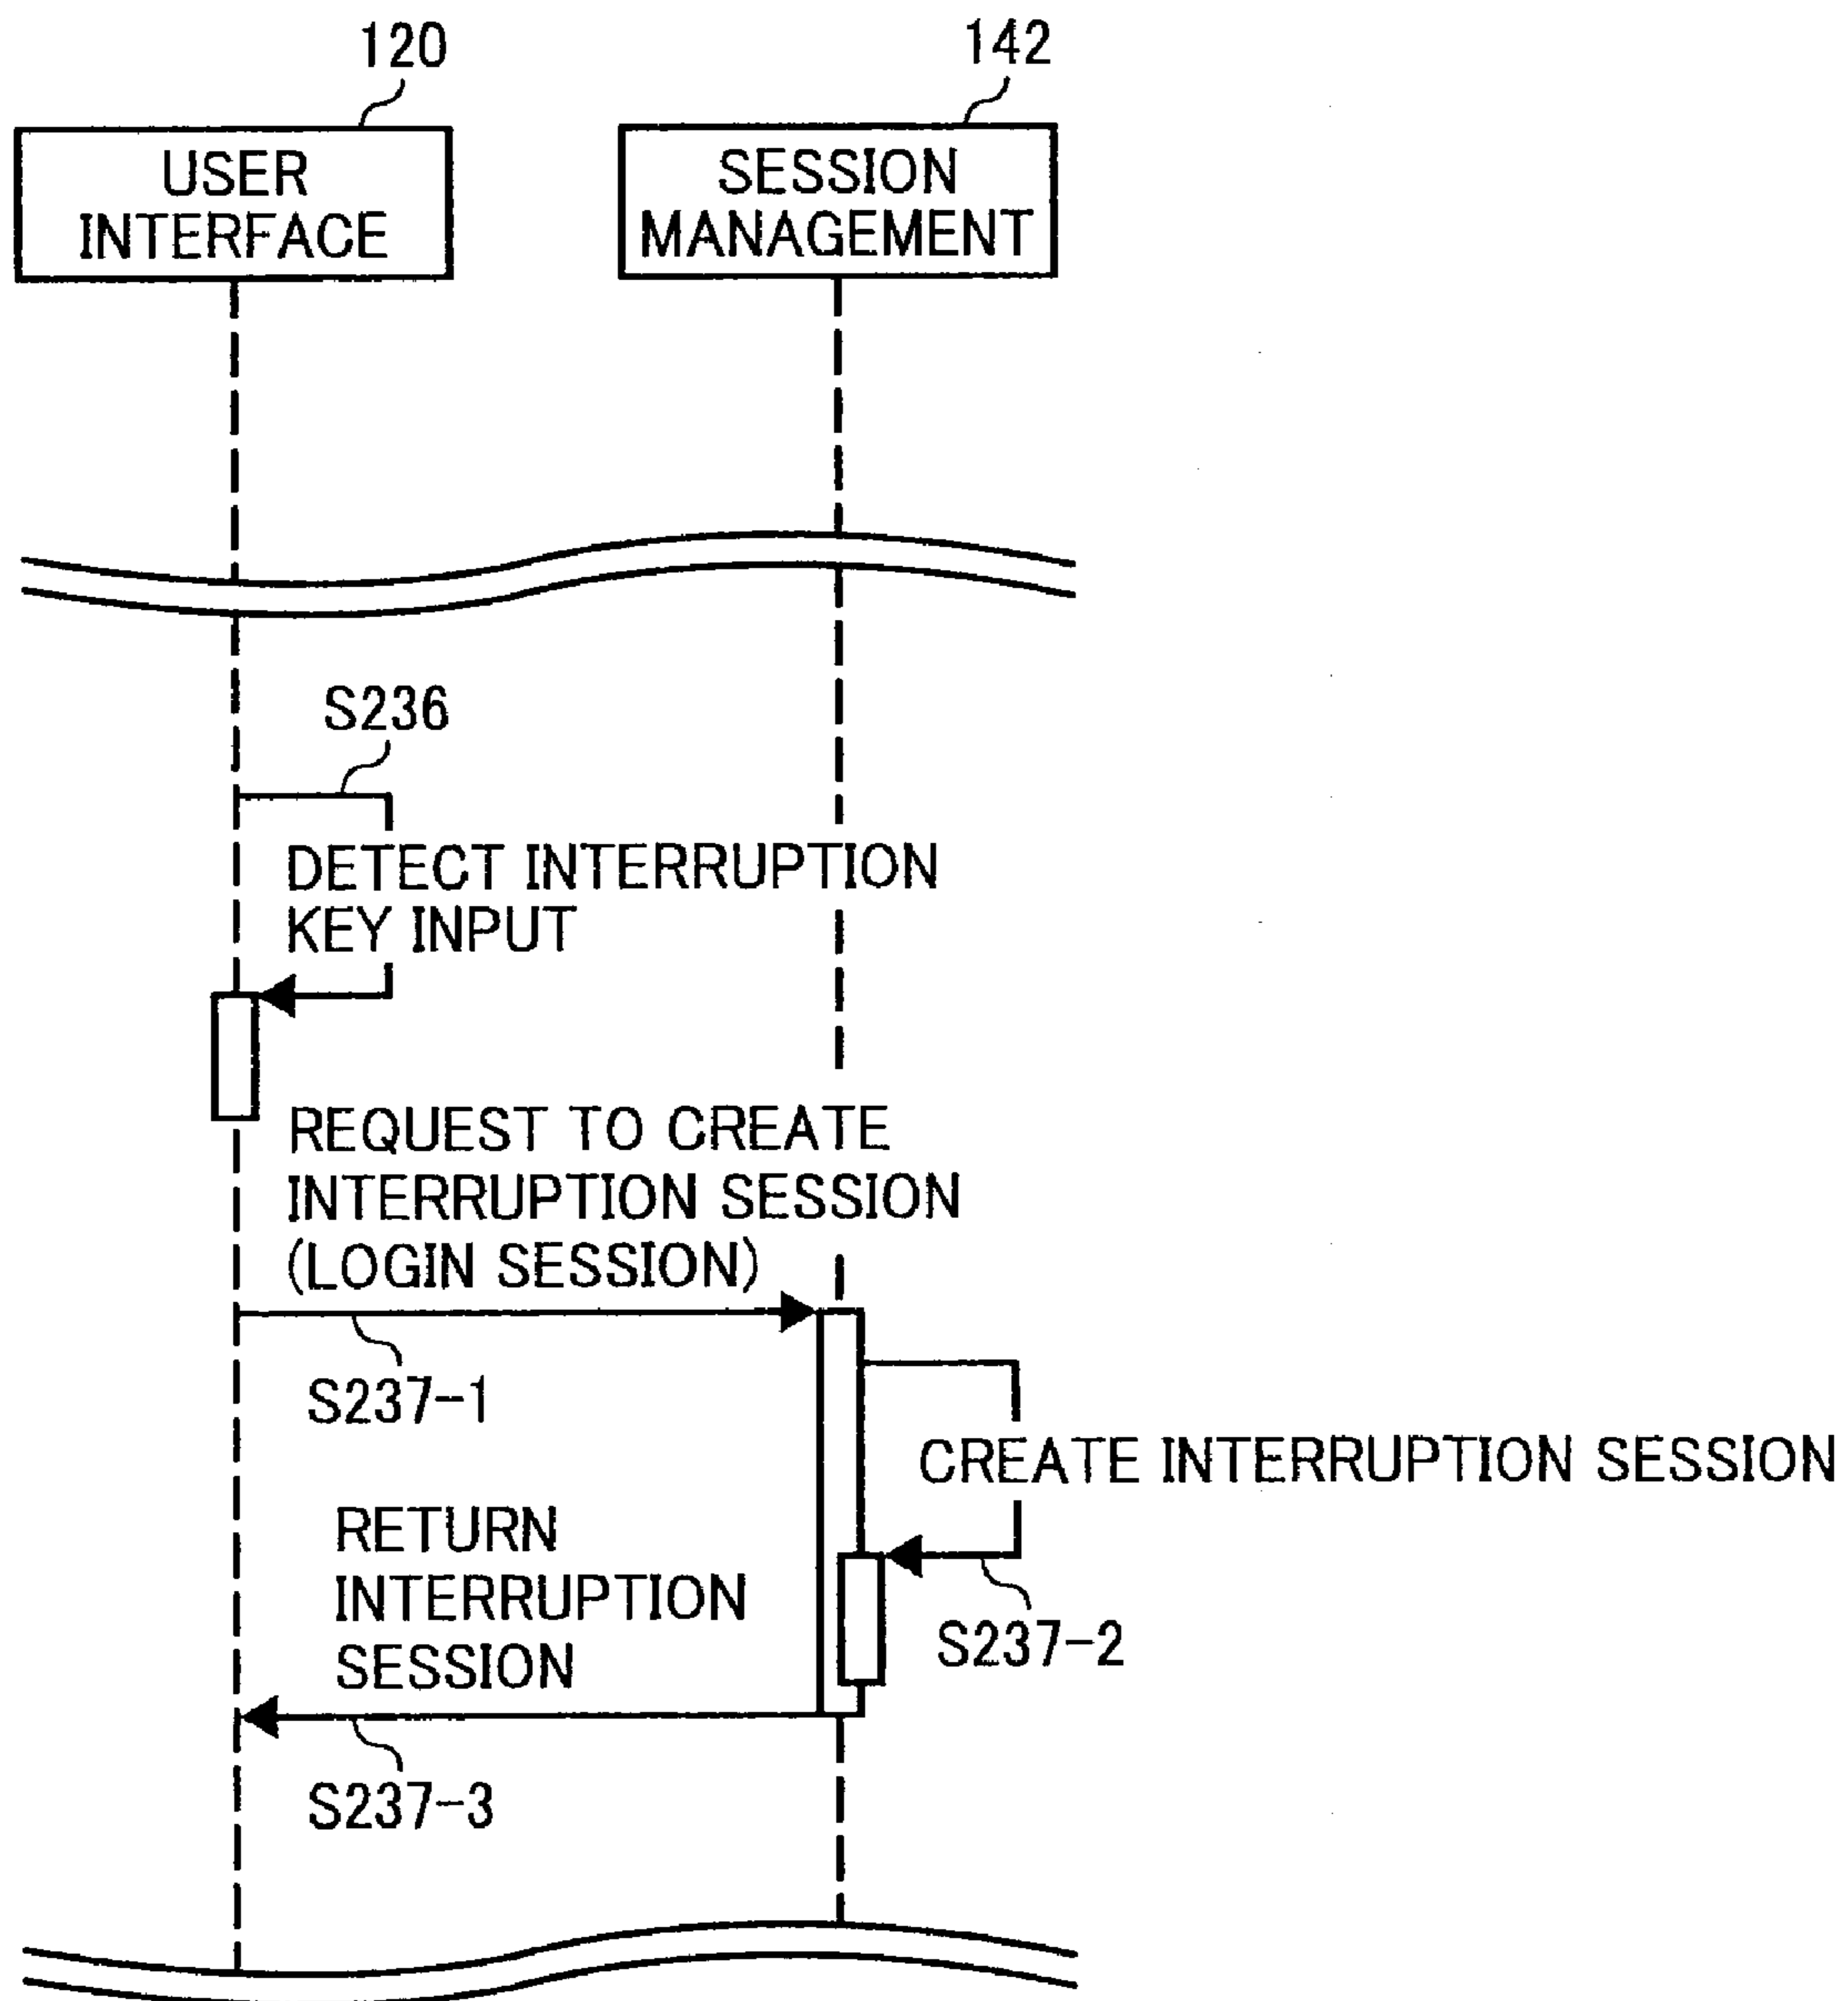 120
142
USER
INTERFACE
SESSION
MANAGEMENT
S236
DETECT INTERRUPTION
KEY INPUT
REQUEST TO CREATE
INTERRUPTION SESSION
(LOGIN SESSION)
S237-1
CREATE INTERRUPTION SESSION
RETURN
INTERRUPTION
SESSION
S237-2
S237-3